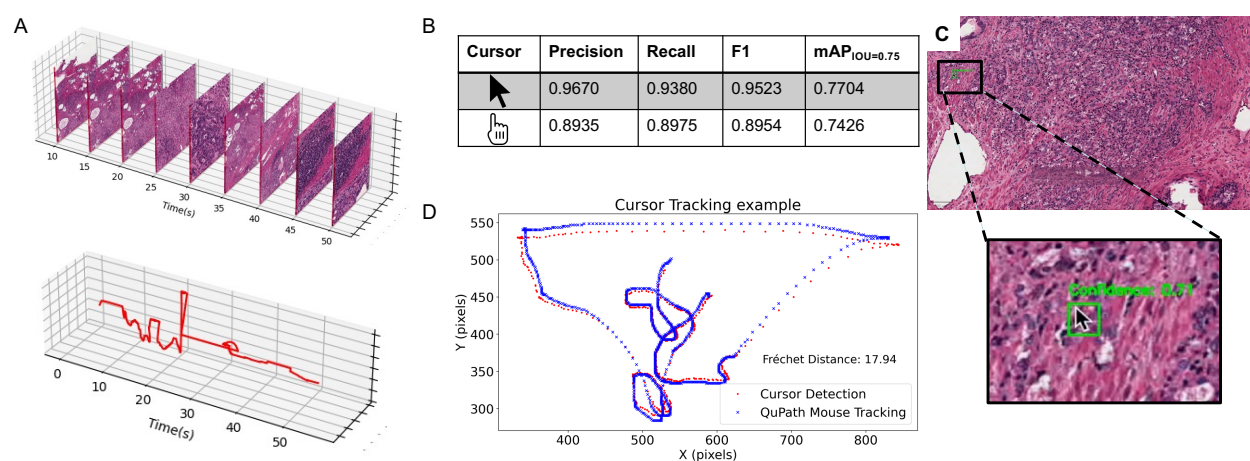 A
10
15
20
25
30
35
40
45
50
Time(s)
0
10
20
30
40
50
Time(s)
B
Cursor Precision Recall F1 mAP_IOU=0.75
0.9670 0.9380 0.9523 0.7704
0.8935 0.8975 0.8954 0.7426
C
Confidence: 0.71
D
Cursor Tracking example
550
500
450
400
350
300
Y (pixels)
Fréchet Distance: 17.94
Cursor Detection
QuPath Mouse Tracking
400 500 600 700 800
X (pixels)